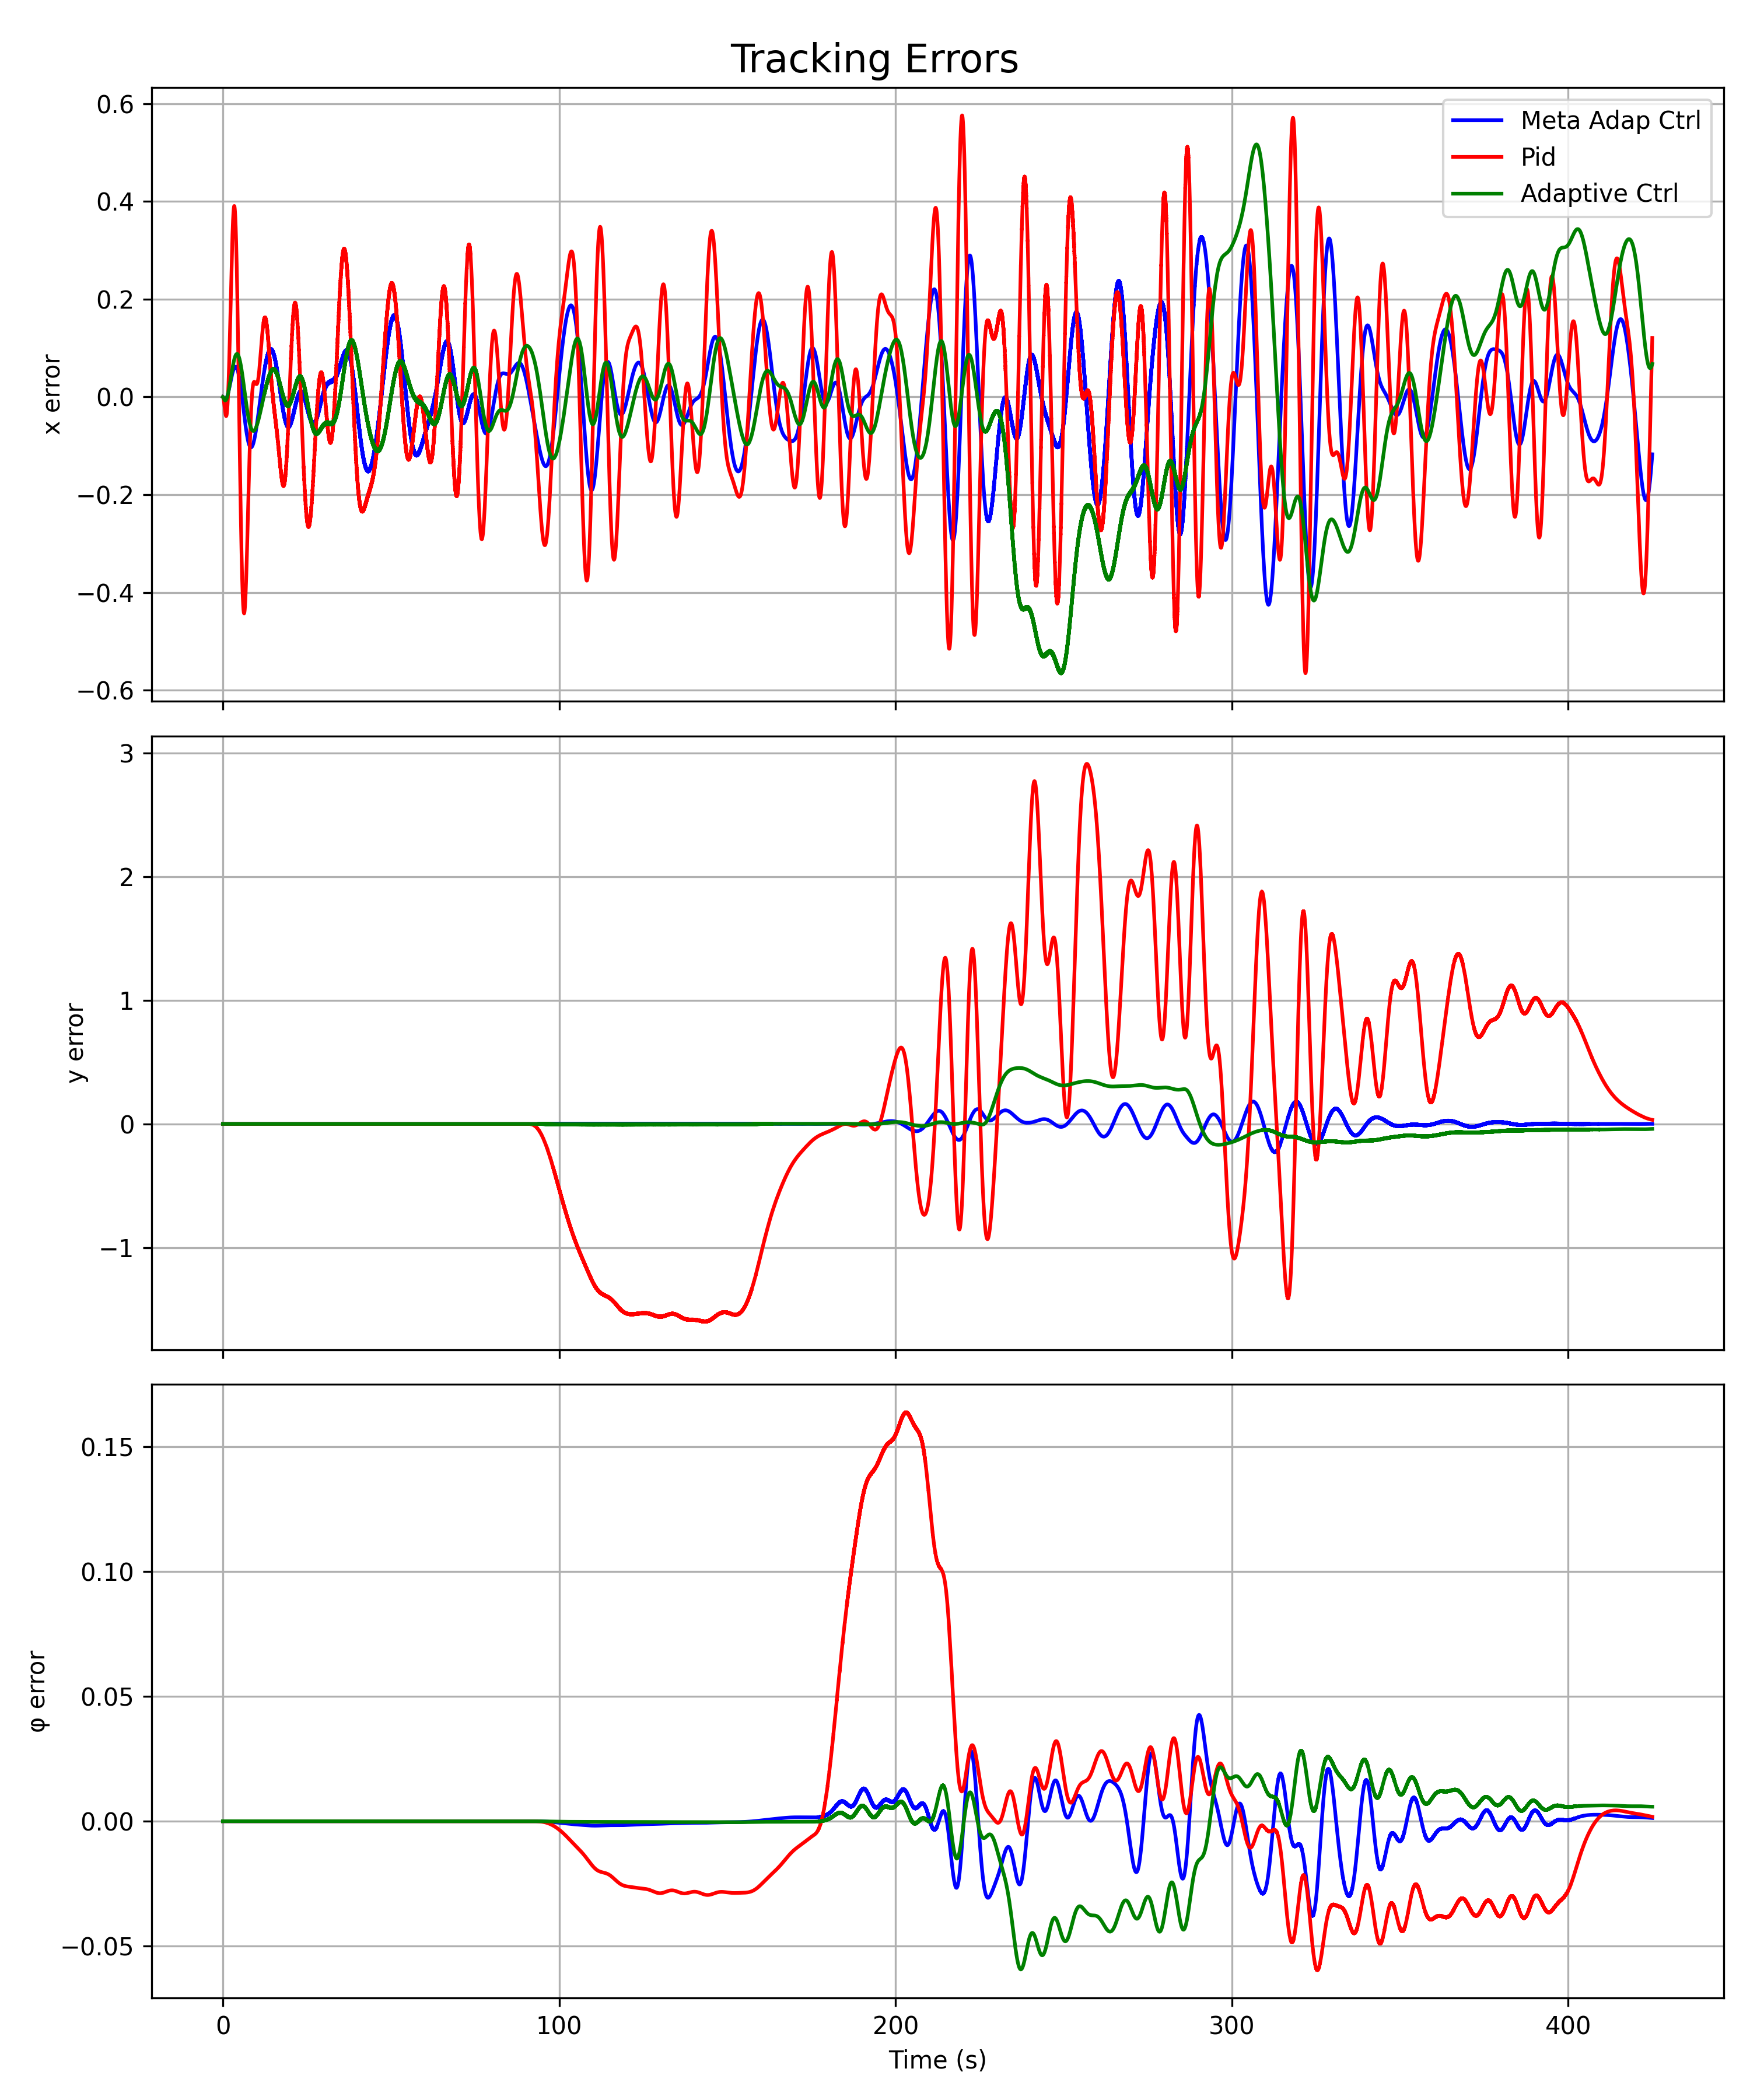 Tracking Errors
x error
0.6
0.4
0.2
0.0
−0.2
−0.4
−0.6
Meta Adap Ctrl
Pid
Adaptive Ctrl
y error
3
2
1
0
−1
φ error
0.15
0.10
0.05
0.00
−0.05
0 100 200 300 400
Time (s)